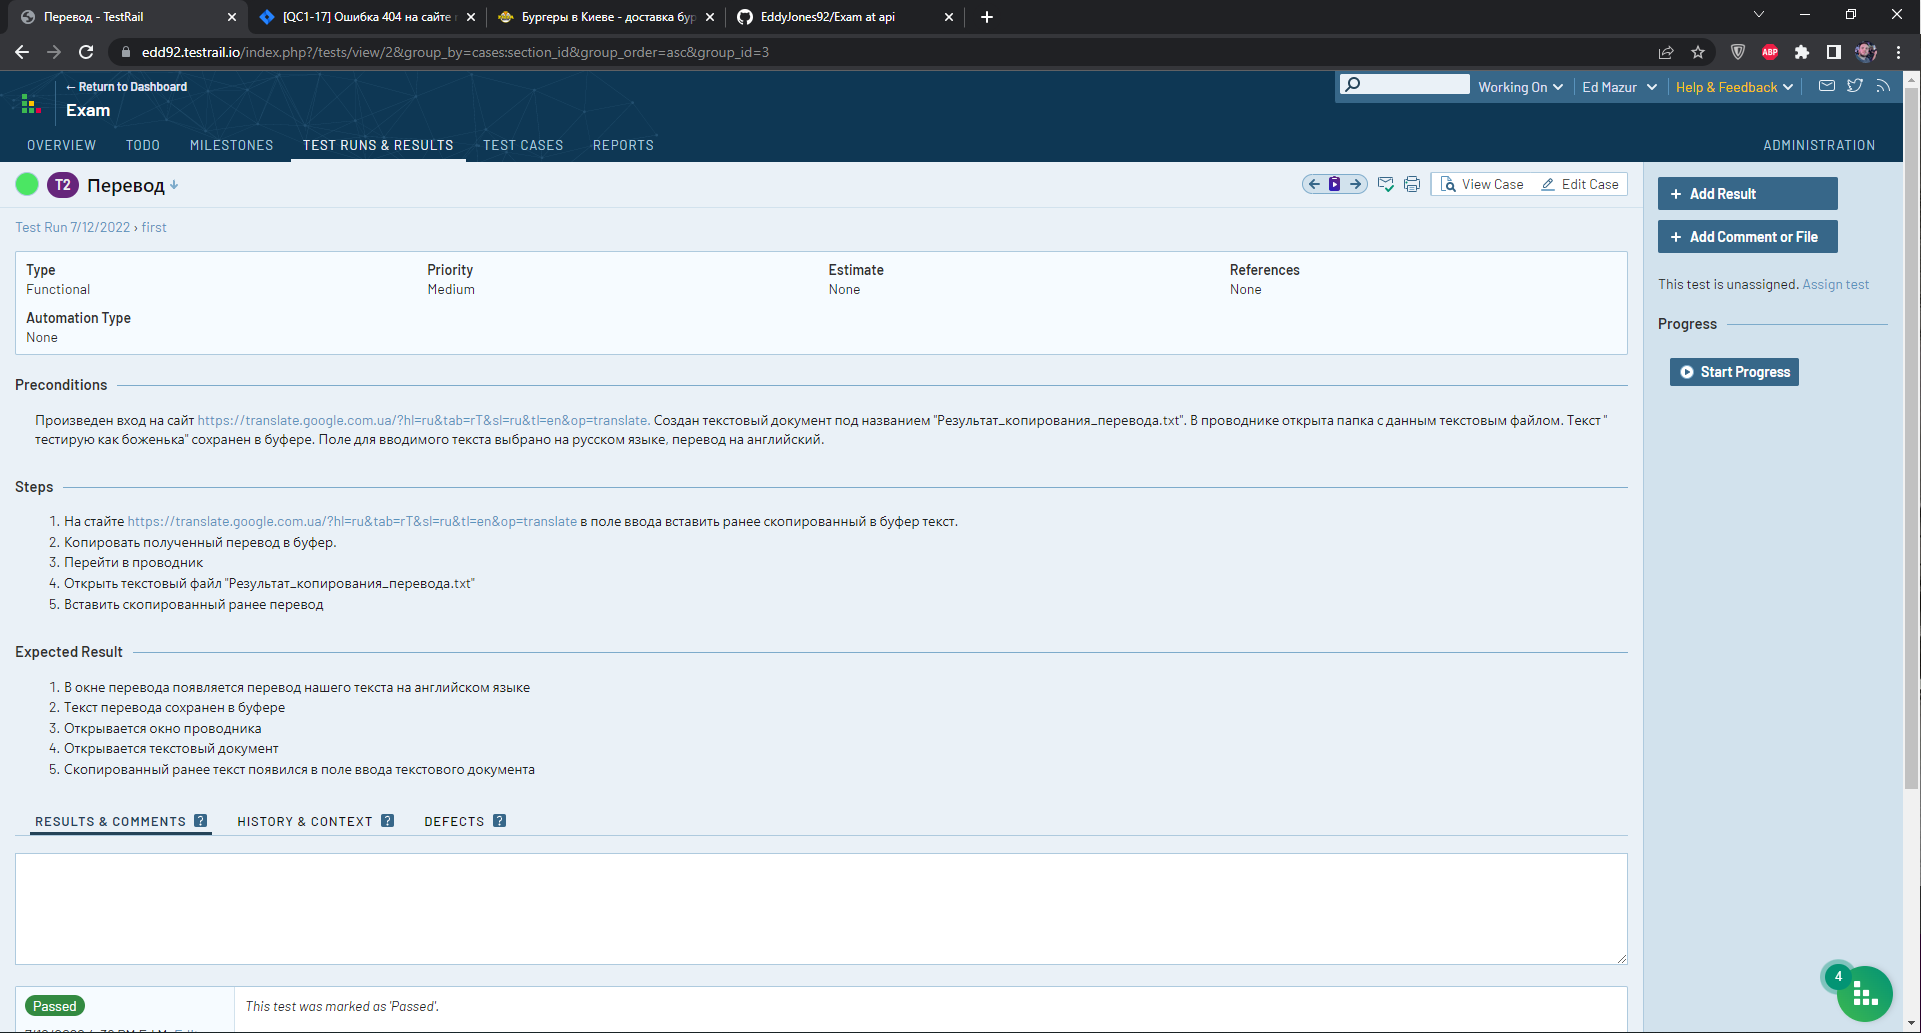 Перевод - TestRail
[QC1-17] Ошибка 404 на сайте
Бургеры в Киеве - доставка бур
EddyJones92/Exam at api
edd92.testrail.io/index.php?/tests/view/2&group_by=cases:section_id&group_order=asc&group_id=3
ABP
← Return to Dashboard
Exam
Working On
Ed Mazur
Help & Feedback
OVERVIEW
TODO
MILESTONES
TEST RUNS & RESULTS
TEST CASES
REPORTS
ADMINISTRATION
T2 Перевод
View Case
Edit Case
Test Run 7/12/2022 › first
Type
Functional
Priority
Medium
Estimate
None
References
None
Automation Type
None
Preconditions
Произведен вход на сайт https://translate.google.com.ua/?hl=ru&tab=rT&sl=ru&tl=en&op=translate. Создан текстовый документ под названием "Результат_копирования_перевода.txt". В проводнике открыта папка с данным текстовым файлом. Текст "
тестирую как боженька" сохранен в буфере. Поле для вводимого текста выбрано на русском языке, перевод на английский.
Steps
1. На стайте https://translate.google.com.ua/?hl=ru&tab=rT&sl=ru&tl=en&op=translate в поле ввода вставить ранее скопированный в буфер текст.
2. Копировать полученный перевод в буфер.
3. Перейти в проводник
4. Открыть текстовый файл "Результат_копирования_перевода.txt"
5. Вставить скопированный ранее перевод
Expected Result
1. В окне перевода появляется перевод нашего текста на английском языке
2. Текст перевода сохранен в буфере
3. Открывается окно проводника
4. Открывается текстовый документ
5. Скопированный ранее текст появился в поле ввода текстового документа
RESULTS & COMMENTS ?
HISTORY & CONTEXT ?
DEFECTS ?
Passed
This test was marked as 'Passed'.
+ Add Result
+ Add Comment or File
This test is unassigned. Assign test
Progress
Start Progress
4